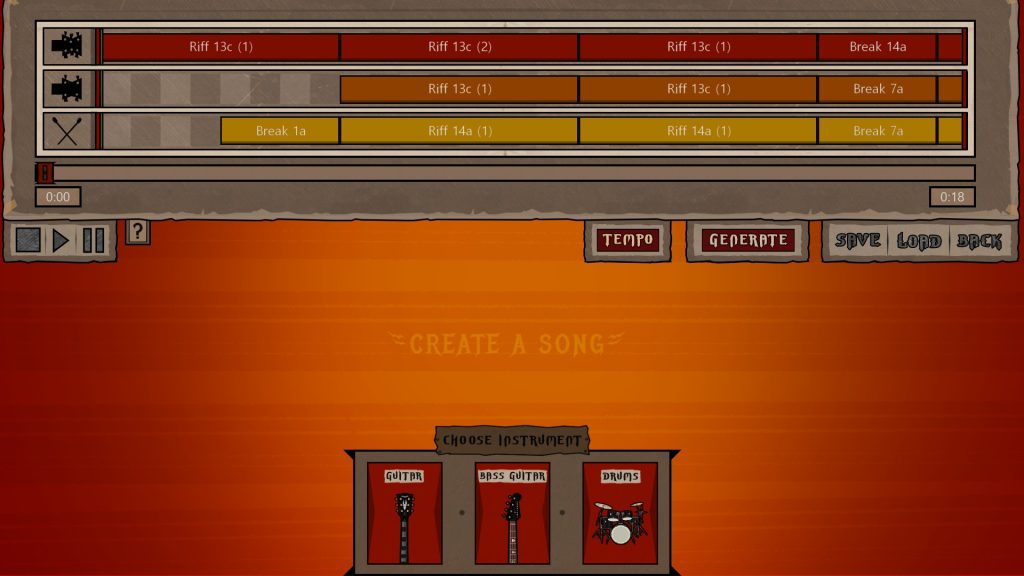 Riff 13c (1) Riff 13c (2) Riff 13c (1) Break 14a
Riff 13c (1) Riff 13c (1) Break 7a
Break 1a Riff 14a (1) Riff 14a (1) Break 7a
0:00 0:18
? TEMPO GENERATE SAVE LOAD BACK
CREATE A SONG
CHOOSE INSTRUMENT
GUITAR BASS GUITAR DRUMS